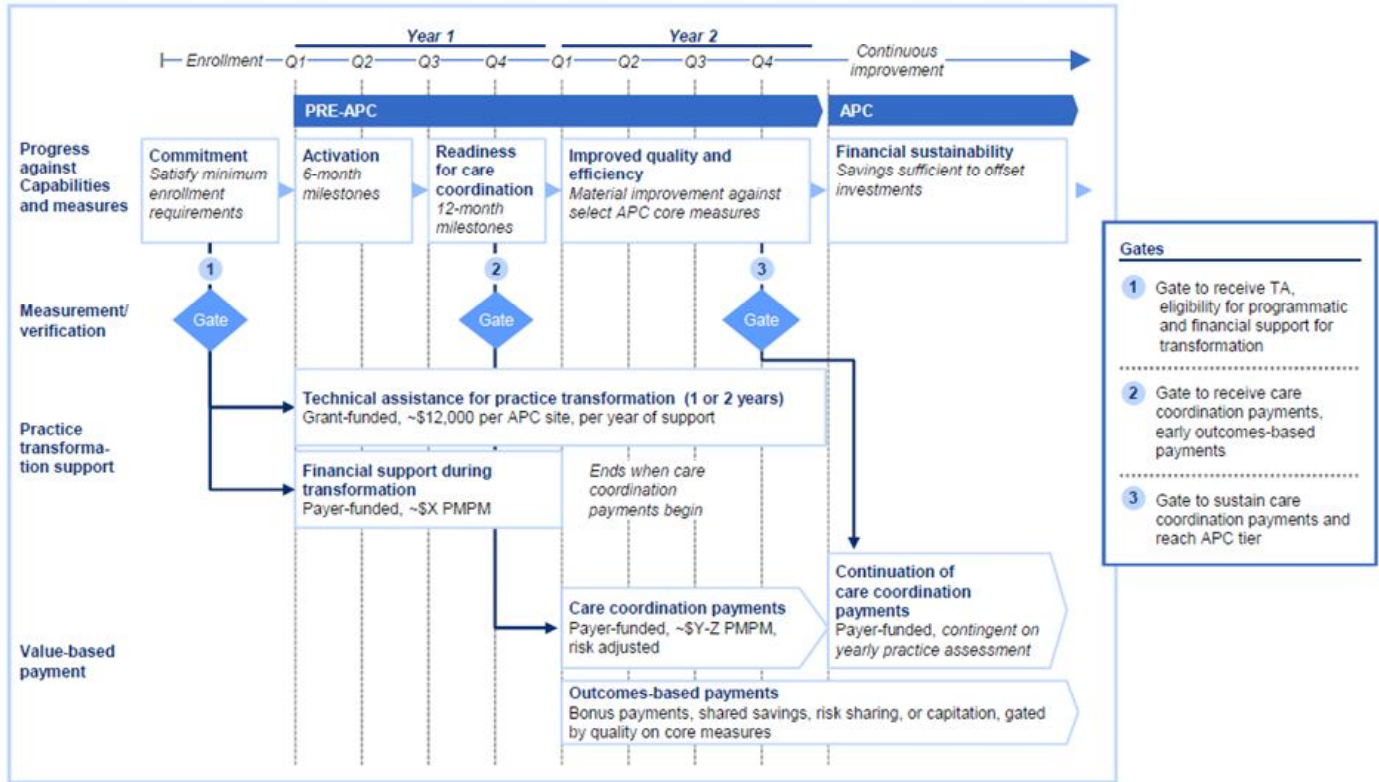 Year 1
Year 2
Enrollment
Q1
Q2
Q3
Q4
Q1
Q2
Q3
Q4
Continuous
improvement
PRE-APC
APC
Progress
against
Capabilities
and measures
Commitment
Satisfy minimum
enrollment
requirements
Activation
6-month
milestones
Readiness
for care
coordination
12-month
milestones
Improved quality and
efficiency
Material improvement against
select APC core measures
Financial sustainability
Savings sufficient to offset
investments
1
2
3
Measurement/
verification
Gate
Gate
Gate
Practice
transforma-
tion support
Technical assistance for practice transformation (1 or 2 years)
Grant-funded, ~$12,000 per APC site, per year of support
Financial support during
transformation
Payer-funded, ~$X PMPM
Ends when care
coordination
payments begin
Value-based
payment
Care coordination payments
Payer-funded, ~$Y-Z PMPM,
risk adjusted
Continuation of
care coordination
payments
Payer-funded, contingent on
yearly practice assessment
Outcomes-based payments
Bonus payments, shared savings, risk sharing, or capitation, gated
by quality on core measures
Gates
1 Gate to receive TA,
eligibility for programmatic
and financial support for
transformation
2 Gate to receive care
coordination payments,
early outcomes-based
payments
3 Gate to sustain care
coordination payments and
reach APC tier